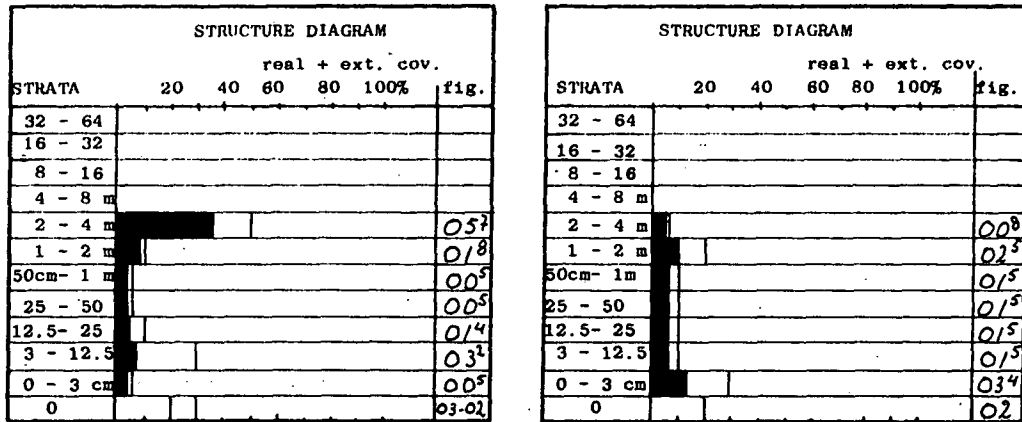 STRUCTURE DIAGRAM
real + ext. cov.
STRATA 20 40 60 80 100% fig.
32 - 64
16 - 32
8 - 16
4 - 8 m
2 - 4 m 05⁷
1 - 2 m 01⁸
50cm- 1 m 00⁵
25 - 50 00⁵
12.5- 25 01⁴
3 - 12.5 03²
0 - 3 cm 00⁵
0 03-02
STRUCTURE DIAGRAM
real + ext. cov.
STRATA 20 40 60 80 100% fig.
32 - 64
16 - 32
8 - 16
4 - 8 m
2 - 4 m 00⁸
1 - 2 m 02⁵
50cm- 1m 01⁵
25 - 50 01⁵
12.5- 25 01⁵
3 - 12.5 01⁵
0 - 3 cm 03⁴
0 02